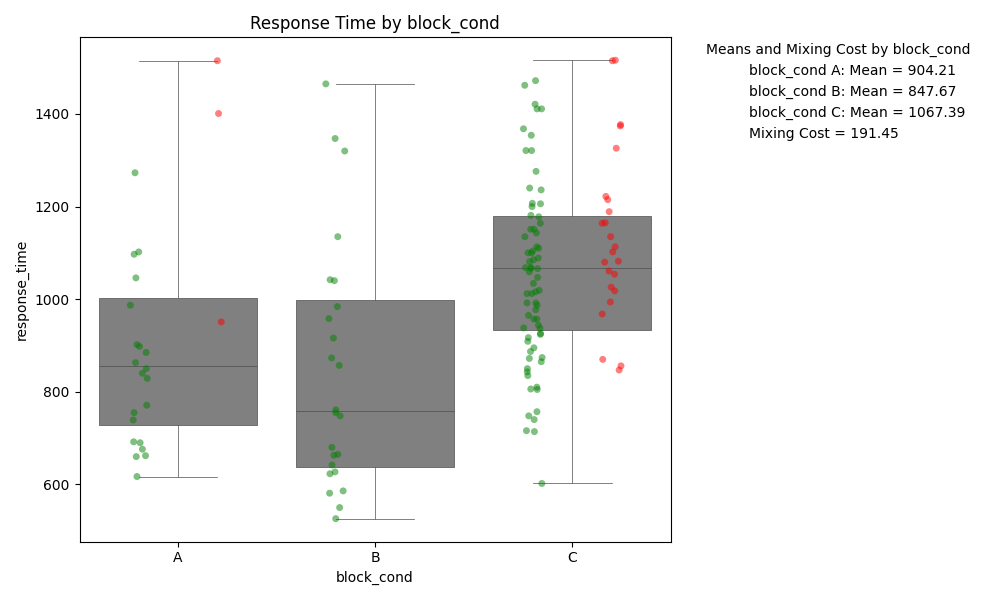 Response Time by block_cond
Means and Mixing Cost by block_cond
block_cond A: Mean = 904.21
block_cond B: Mean = 847.67
block_cond C: Mean = 1067.39
Mixing Cost = 191.45
response_time
1400
1200
1000
800
600
A
B
C
block_cond